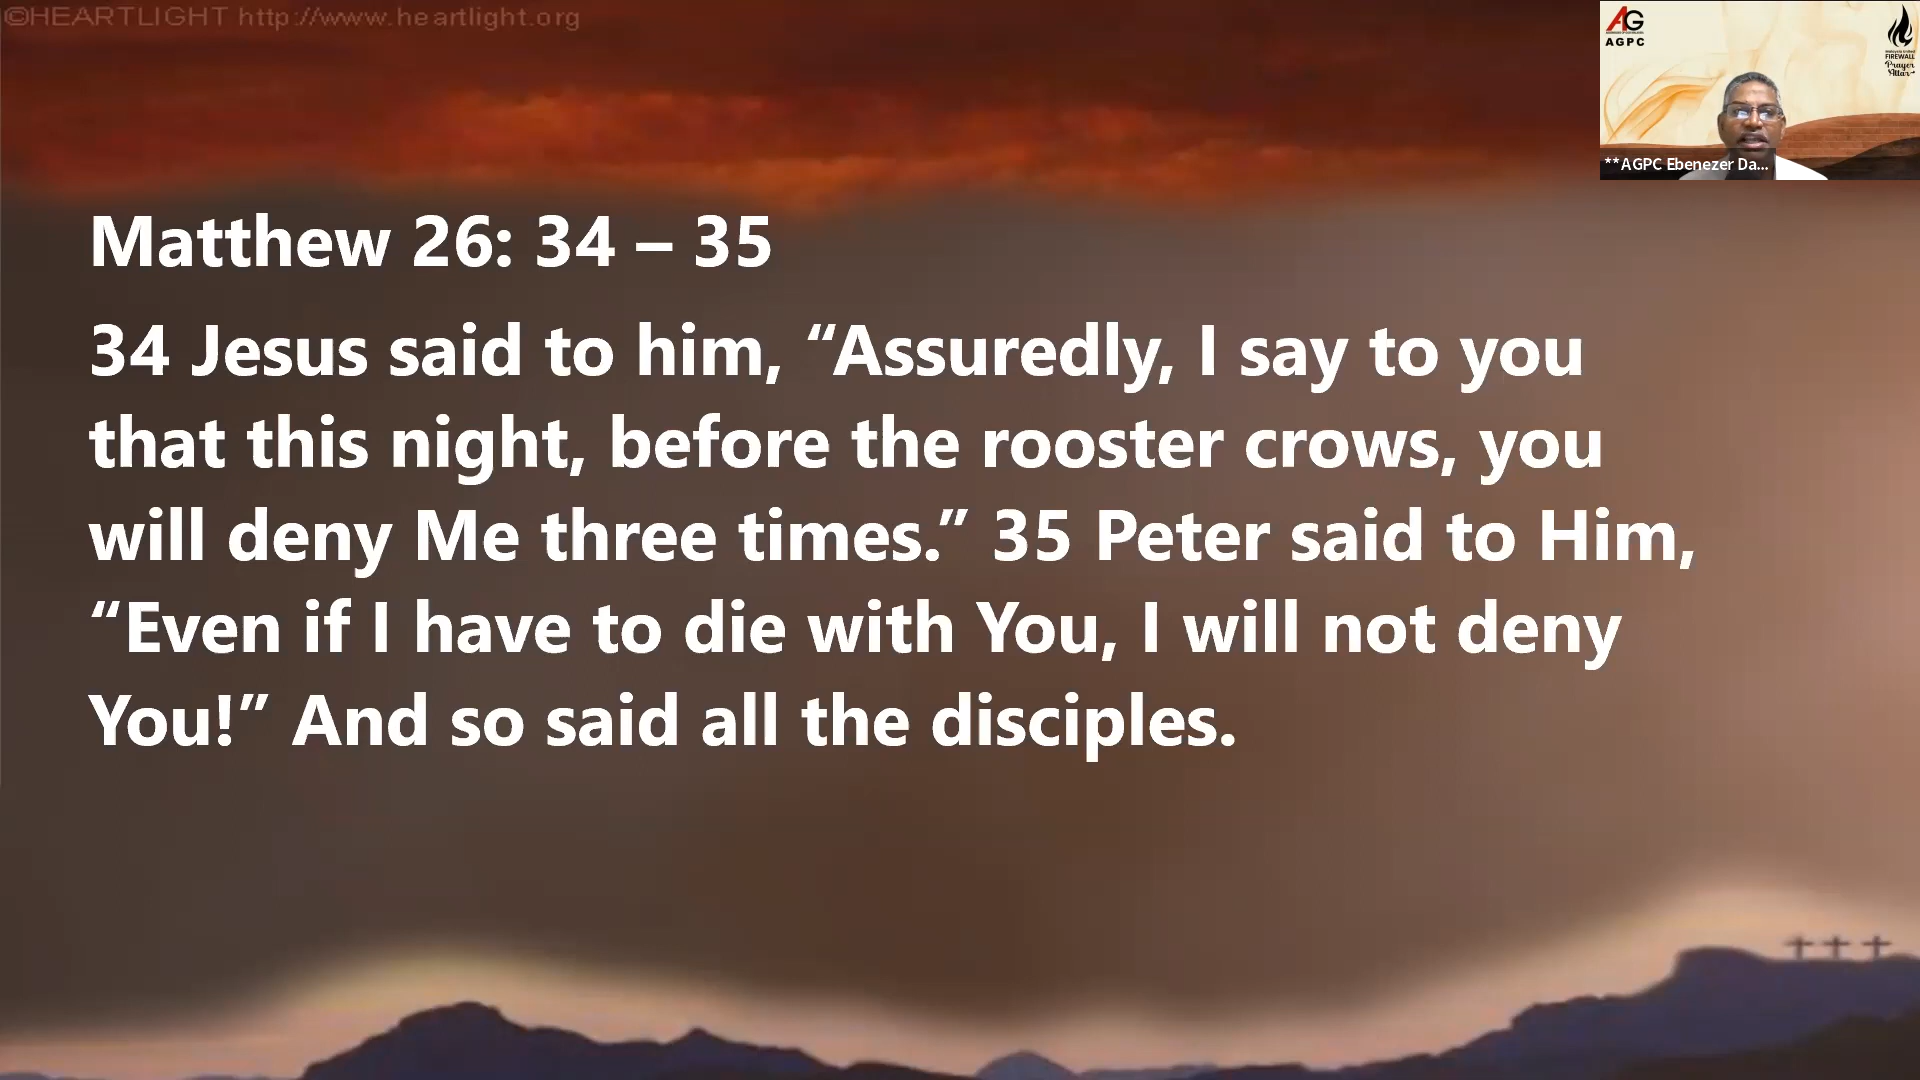 ©HEARTLIGHT http://www.heartlight.org
AG
AGPC
FIREWALL
Prayer
Altar
**AGPC Ebenezer Da...
Matthew 26: 34 – 35
34 Jesus said to him, “Assuredly, I say to you
that this night, before the rooster crows, you
will deny Me three times.” 35 Peter said to Him,
“Even if I have to die with You, I will not deny
You!” And so said all the disciples.